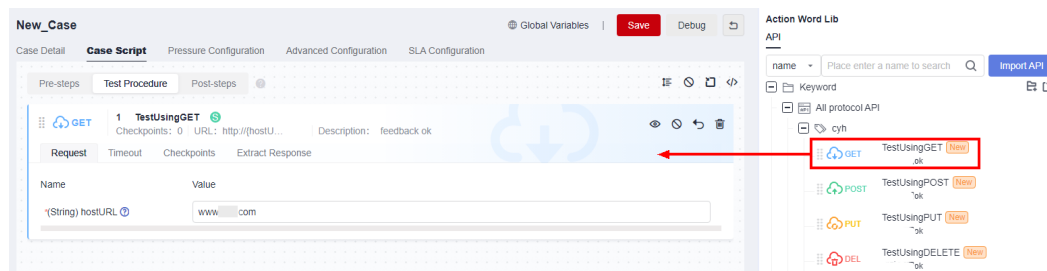 New_Case
Global Variables | Save Debug
Case Detail Case Script Pressure Configuration Advanced Configuration SLA Configuration
Pre-steps Test Procedure Post-steps
GET 1 TestUsingGET S
Checkpoints: 0 URL: http://{hostU... Description: feedback ok
Request Timeout Checkpoints Extract Response
Name Value
*(String) hostURL www com
Action Word Lib
API
name Place enter a name to search Import API
Keyword
All protocol API
cyh
GET TestUsingGET New
.ok
POST TestUsingPOST New
ok
PUT TestUsingPUT New
ok
DEL TestUsingDELETE New
ok